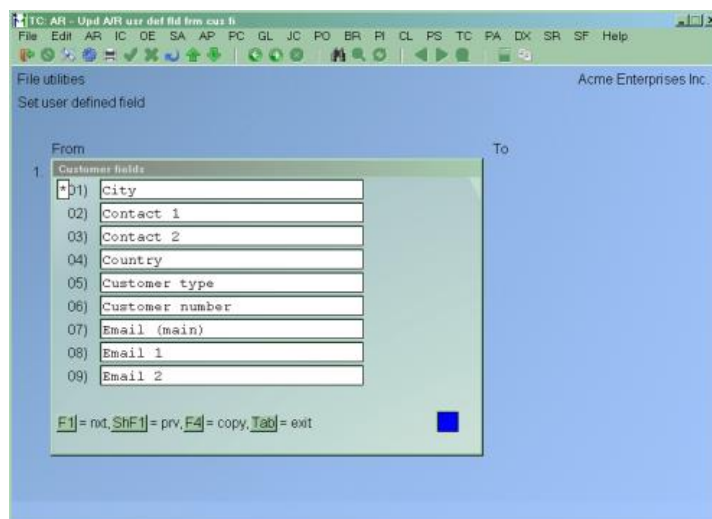 TC: AR - Upd A/R usr def fld frm cus fi
File Edit AR IC OE SA AP PC GL JC PO BR PI CL PS TC PA DX SR SF Help
File utilities Acme Enterprises Inc.
Set user defined field
From To
1. Customer fields
*01) City
02) Contact 1
03) Contact 2
04) Country
05) Customer type
06) Customer number
07) Email (main)
08) Email 1
09) Email 2
F1 = nxt, ShF1 = prv, F4 = copy, Tab = exit